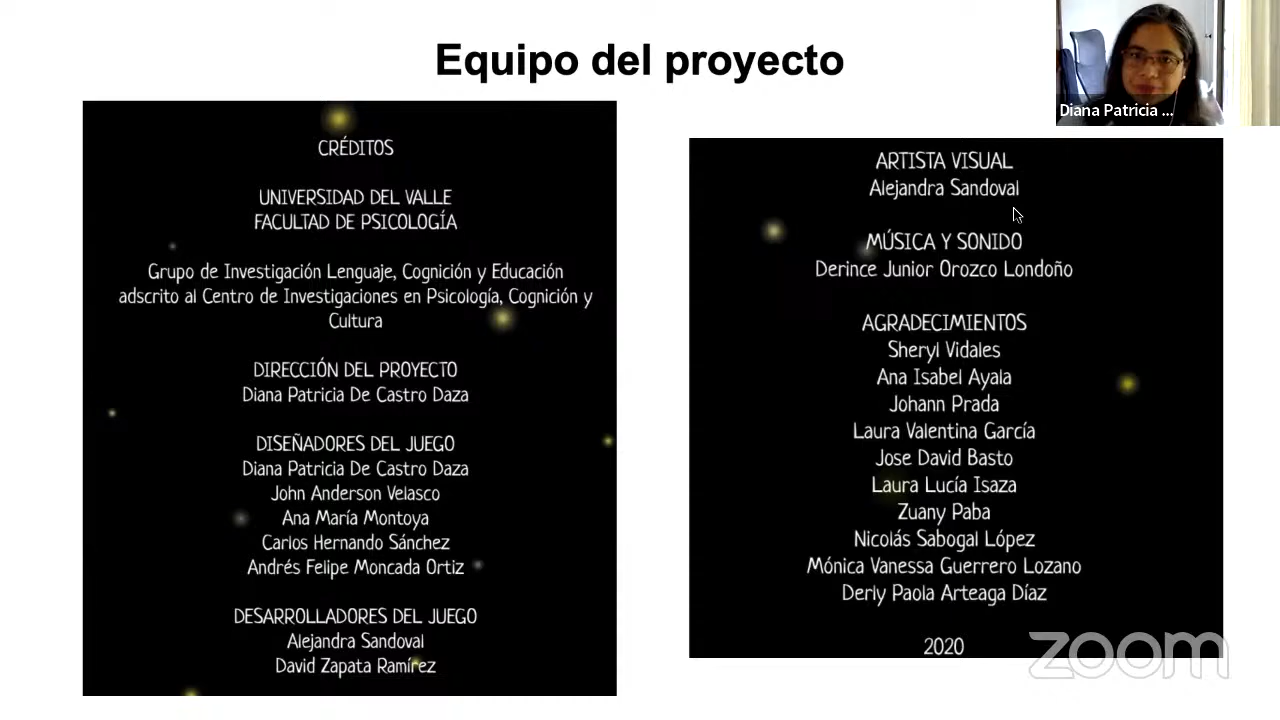 Equipo del proyecto
Diana Patricia ...
CRÉDITOS
UNIVERSIDAD DEL VALLE
FACULTAD DE PSICOLOGÍA
Grupo de Investigación Lenguaje, Cognición y Educación
adscrito al Centro de Investigaciones en Psicología, Cognición y
Cultura
DIRECCIÓN DEL PROYECTO
Diana Patricia De Castro Daza
DISEÑADORES DEL JUEGO
Diana Patricia De Castro Daza
John Anderson Velasco
Ana María Montoya
Carlos Hernando Sánchez
Andrés Felipe Moncada Ortiz
DESARROLLADORES DEL JUEGO
Alejandra Sandoval
David Zapata Ramírez
ARTISTA VISUAL
Alejandra Sandoval
MÚSICA Y SONIDO
Derince Junior Orozco Londoño
AGRADECIMIENTOS
Sheryl Vidales
Ana Isabel Ayala
Johann Prada
Laura Valentina García
Jose David Basto
Laura Lucía Isaza
Zuany Paba
Nicolás Sabogal López
Mónica Vanessa Guerrero Lozano
Derly Paola Arteaga Díaz
2020
zoom